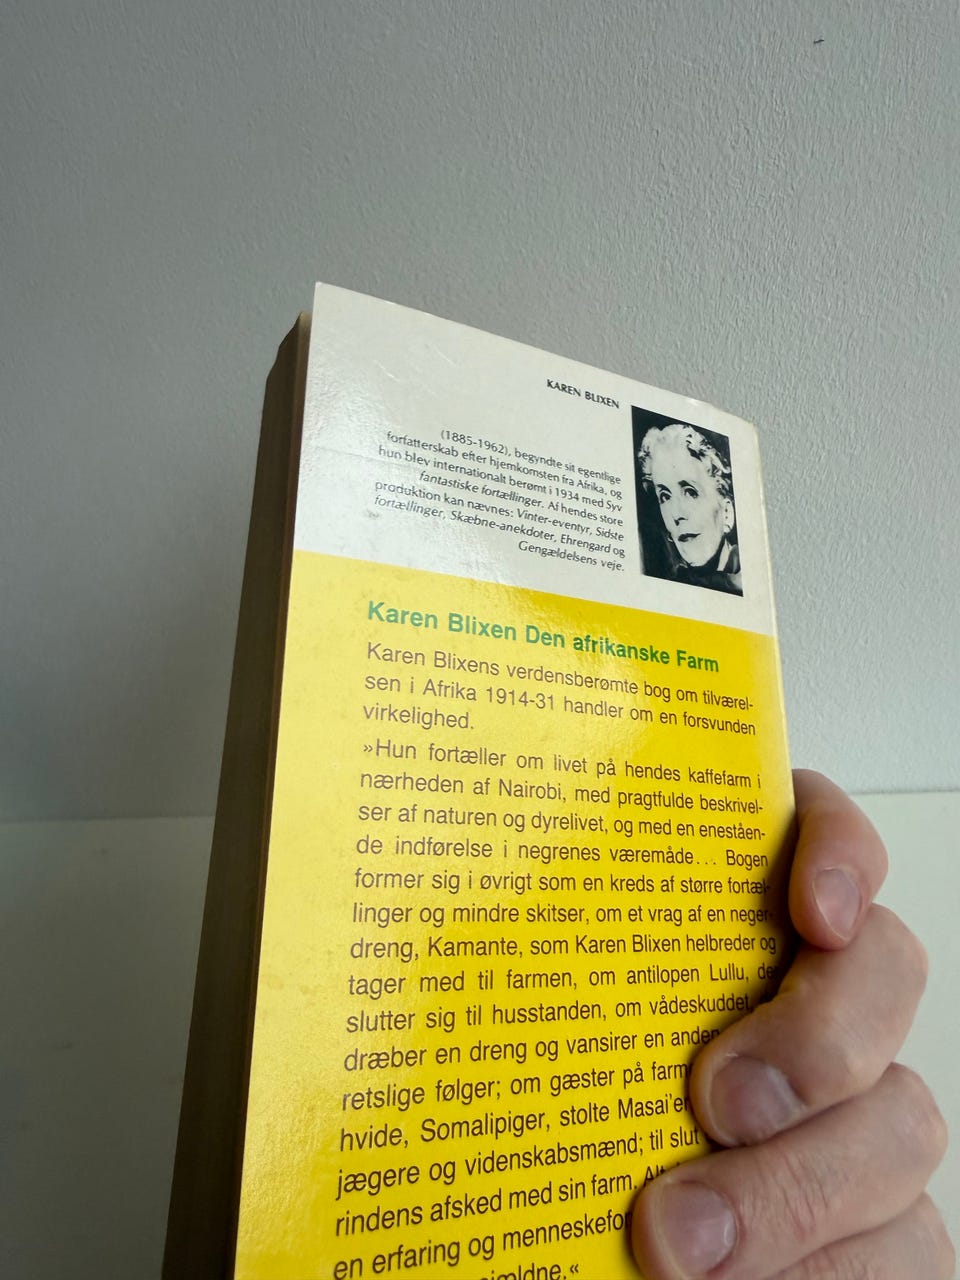 KAREN BLIXEN
(1885-1962), begyndte sit egentlige
forfatterskab efter hjemkomsten fra Afrika, og
hun blev internationalt berømt i 1934 med Syv
fantastiske fortællinger. Af hendes store
produktion kan nævnes: Vinter-eventyr, Sidste
fortællinger, Skæbne-anekdoter, Ehrengard og
Gengældelsens veje.
Karen Blixen Den afrikanske Farm
Karen Blixens verdensberømte bog om tilværel-
sen i Afrika 1914-31 handler om en forsvunden
virkelighed.
»Hun fortæller om livet på hendes kaffefarm i
nærheden af Nairobi, med pragtfulde beskrivel-
ser af naturen og dyrelivet, og med en eneståen-
de indførelse i negrenes væremåde... Bogen
former sig i øvrigt som en kreds af større fortæl-
linger og mindre skitser, om et vrag af en neger-
dreng, Kamante, som Karen Blixen helbreder og
tager med til farmen, om antilopen Lullu, de
slutter sig til husstanden, om vådeskuddet,
dræber en dreng og vansirer en anden
retslige følger; om gæster på
hvide, Somalipiger, stolte Masai'er
jægere og videnskabsmænd; til slut
rindens afsked med sin farm.
en erfaring og